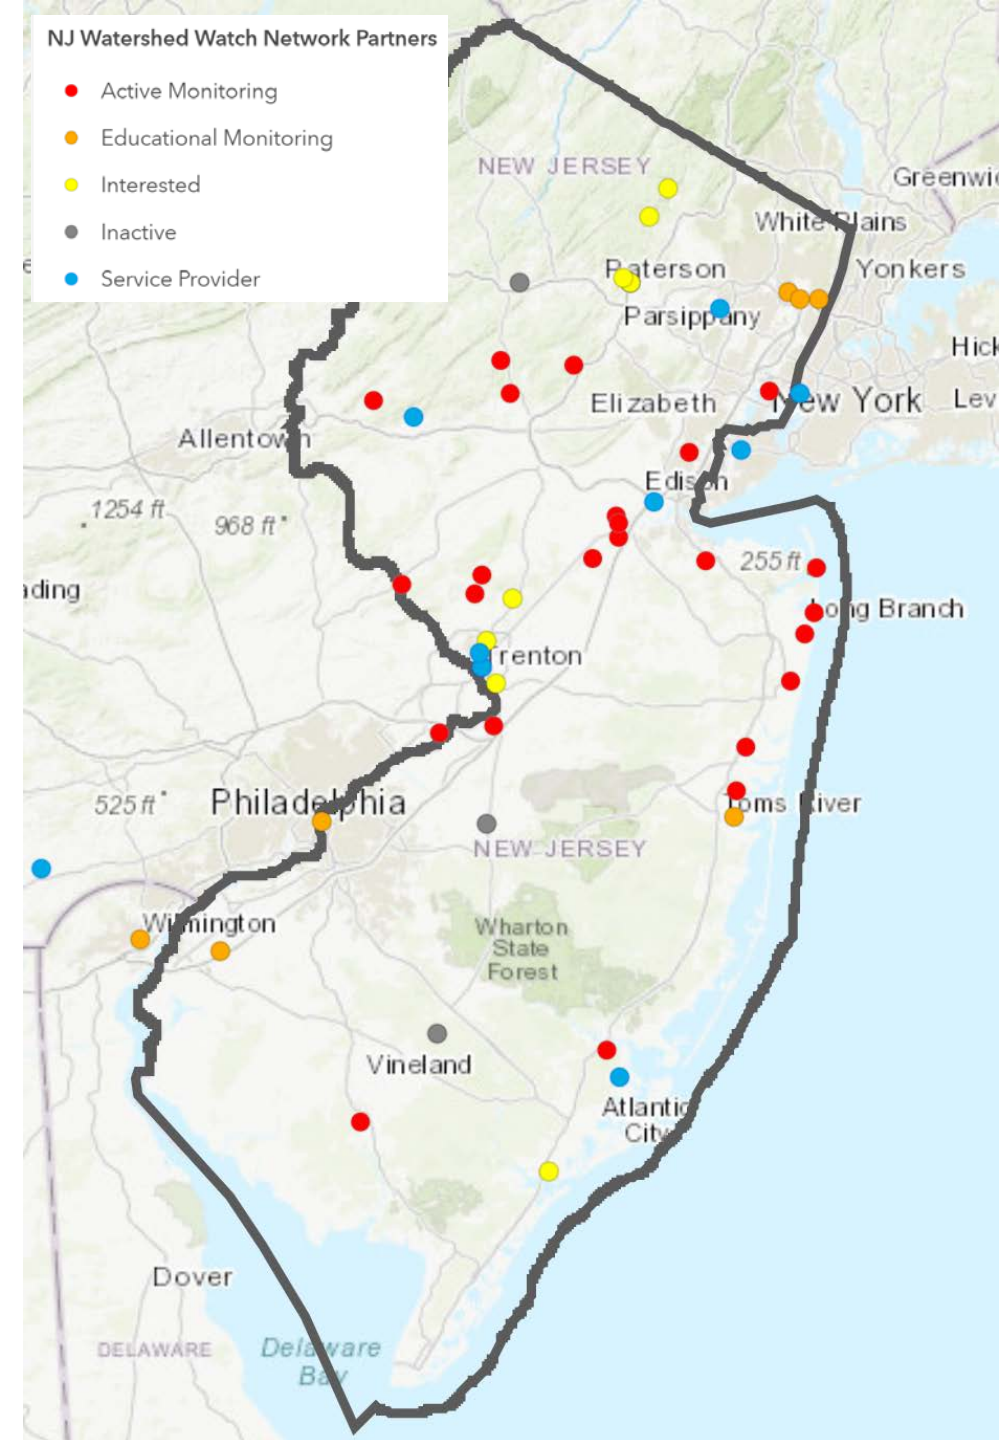 NJ Watershed Watch Network Partners
Active Monitoring
Educational Monitoring
Interested
Inactive
Service Provider
NEW JERSEY
Greenwi
White Plains
Paterson
Yonkers
Parsippany
Hick
Elizabeth
New York
Lev
Allentown
Edison
1254 ft
968 ft
255 ft
ading
Long Branch
Trenton
525 ft
Philadelphia
Toms River
NEW JERSEY
Wilmington
Wharton
State
Forest
Vineland
Atlantic
City
Dover
DELAWARE
Delaware
Bay